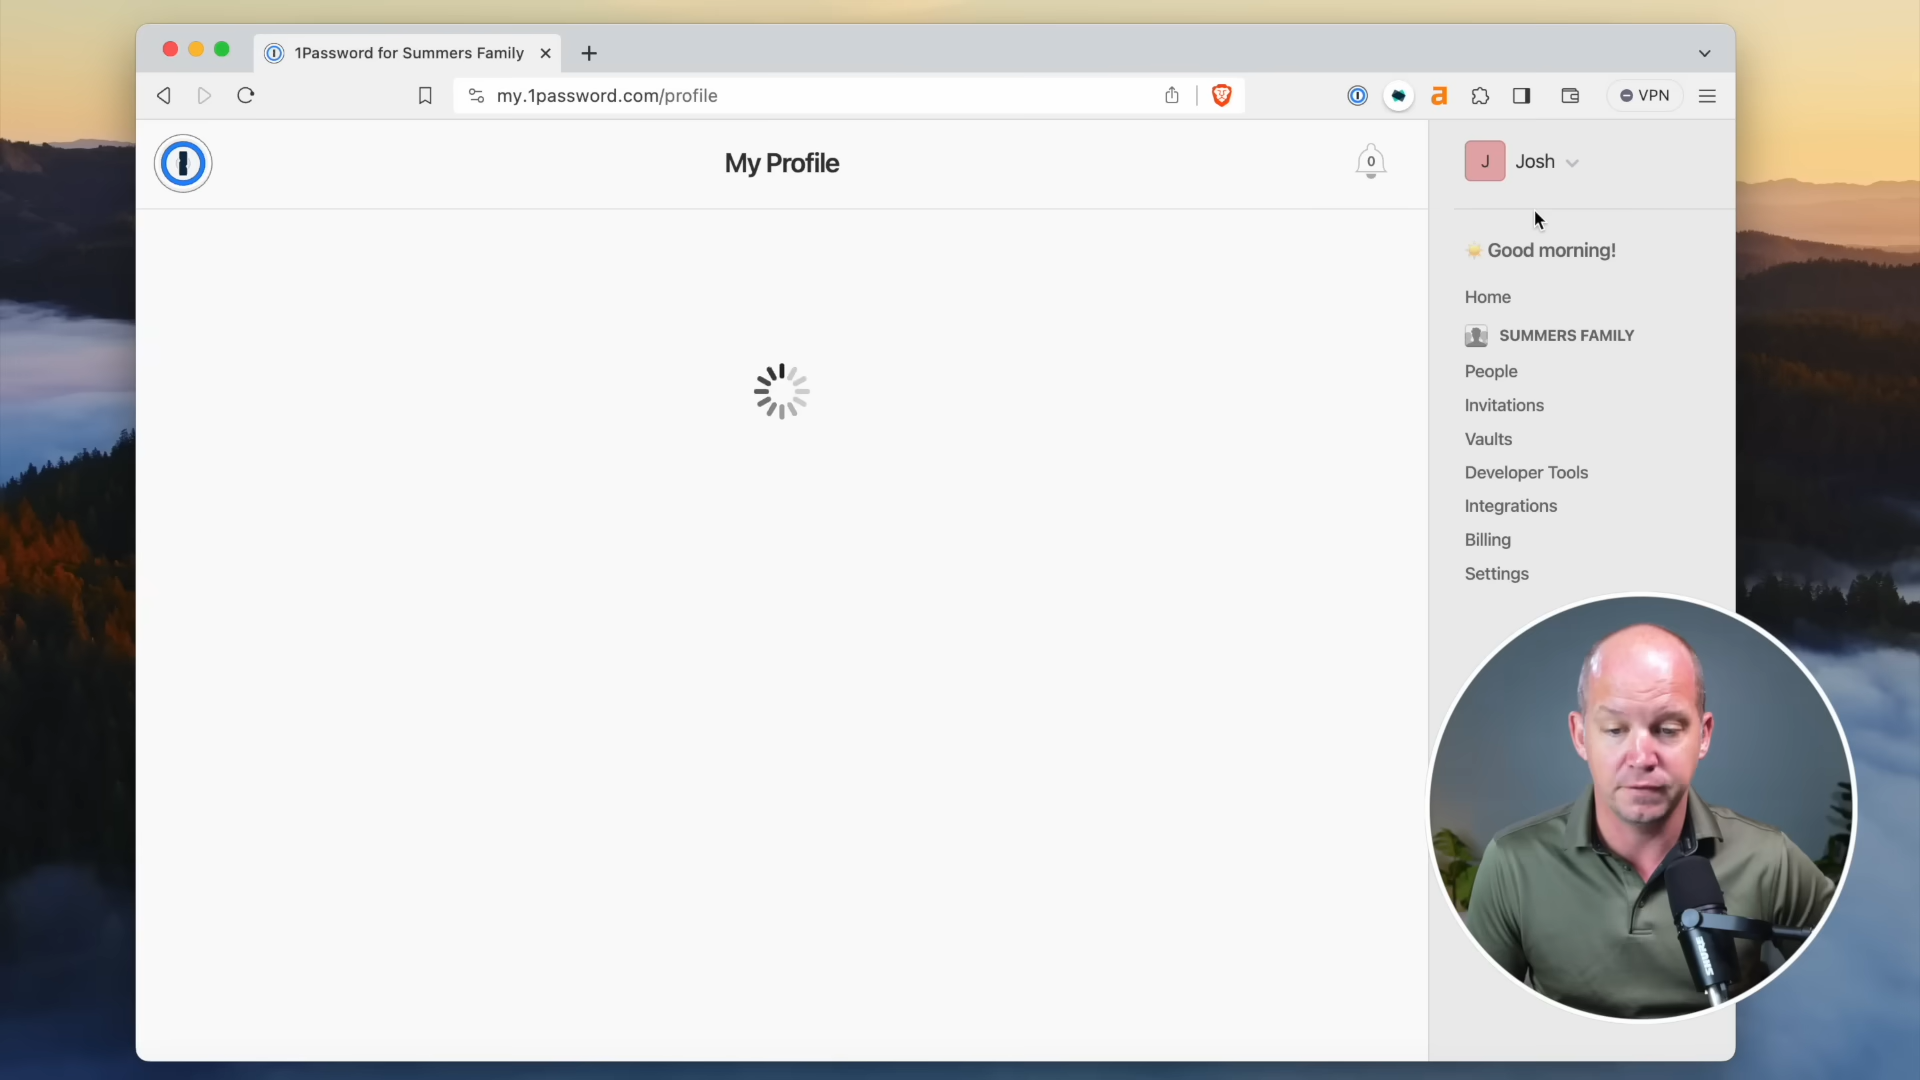 1Password for Summers Family
my.1password.com/profile
VPN
My Profile
0
J Josh
Good morning!
Home
SUMMERS FAMILY
People
Invitations
Vaults
Developer Tools
Integrations
Billing
Settings
SHURE